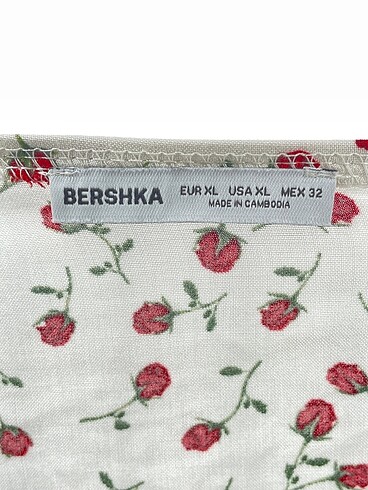 BERSHKA
EUR XL USA XL MEX 32
MADE IN CAMBODIA